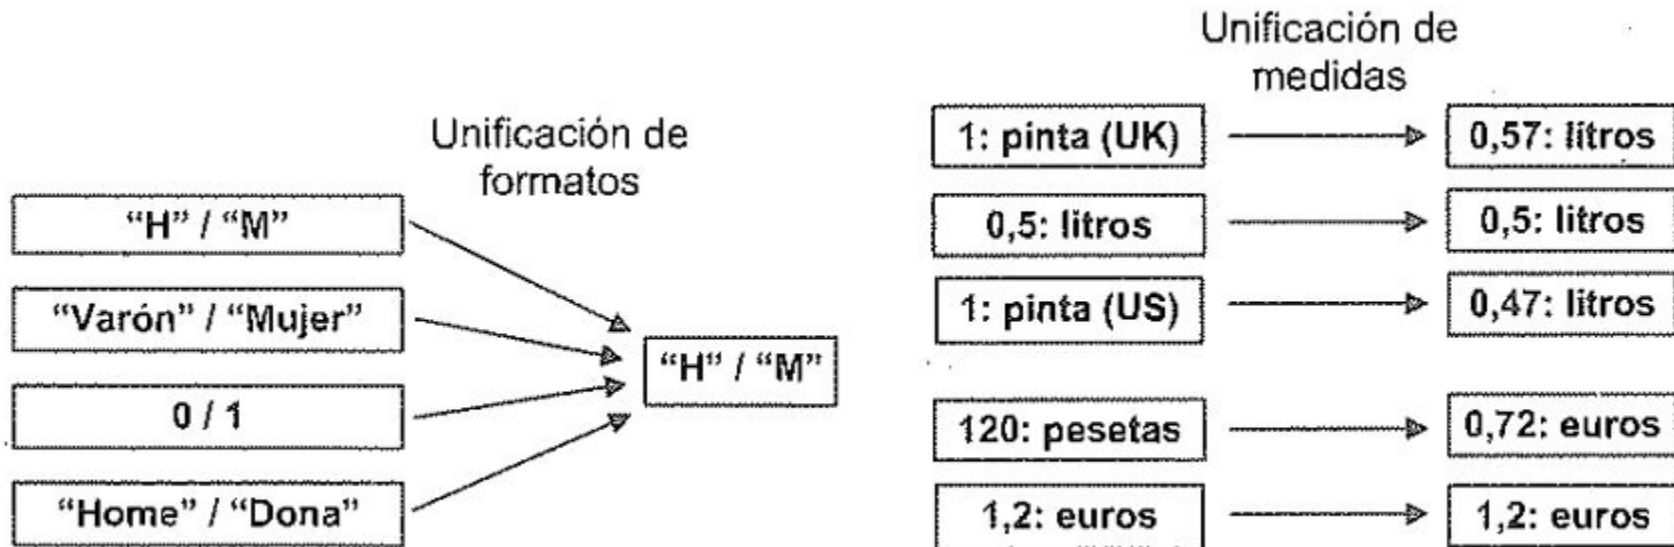 Unificación de
formatos
“H” / “M”
“Varón” / “Mujer”
0 / 1
“Home” / “Dona”
“H” / “M”
Unificación de
medidas
1: pinta (UK)
0,57: litros
0,5: litros
0,5: litros
1: pinta (US)
0,47: litros
120: pesetas
0,72: euros
1,2: euros
1,2: euros